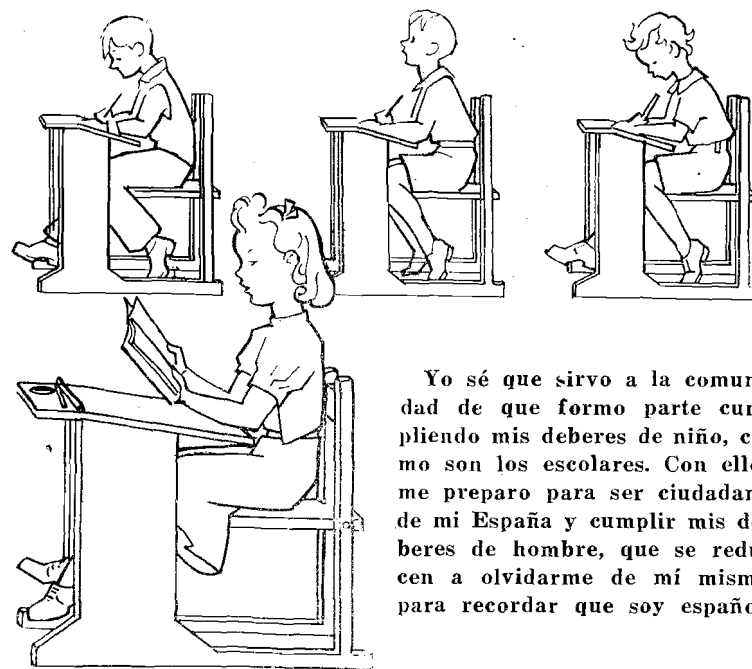 Yo sé que sirvo a la comuni
dad de que formo parte cum
pliendo mis deberes de niño, c
mo son los escolares. Con ello
me preparo para ser ciudadan
de mi España y cumplir mis de
beres de hombre, que se redu
cen a olvidarme de mí mism
para recordar que soy españo